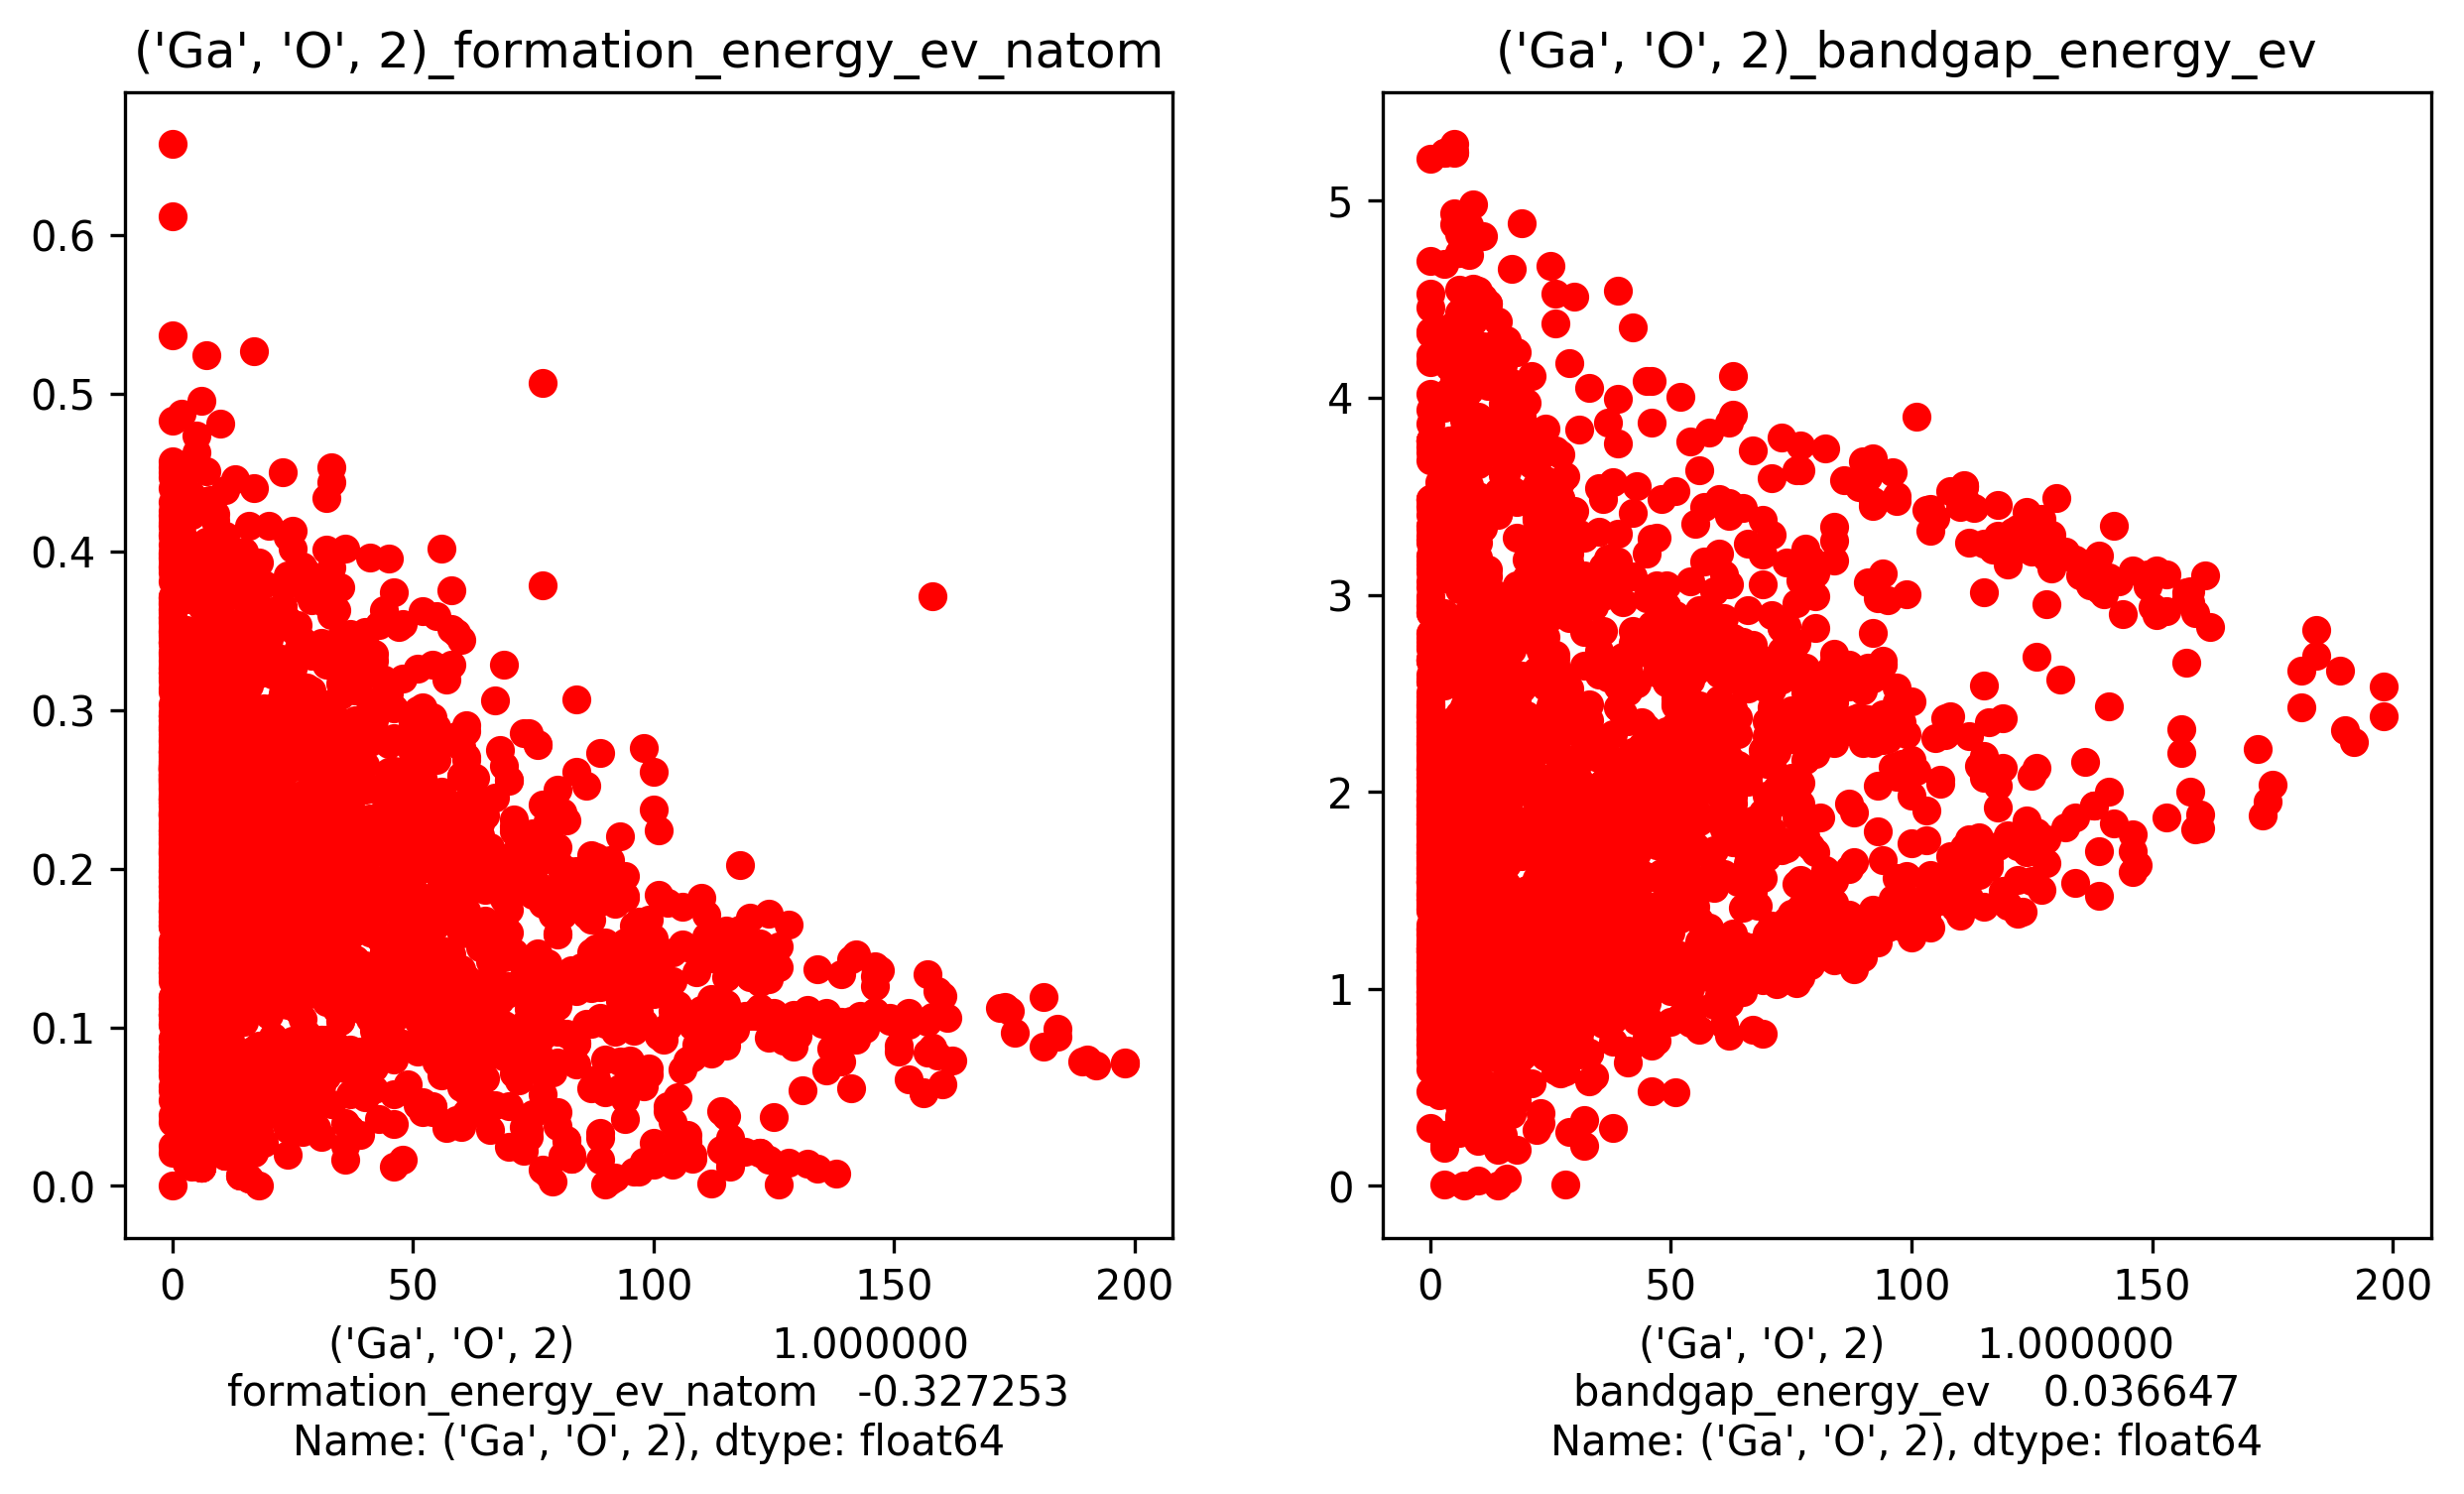 ('Ga', 'O', 2)_formation_energy_ev_natom
0.6
0.5
0.4
0.3
0.2
0.1
0.0
0 50 100 150 200
('Ga', 'O', 2) 1.000000
formation_energy_ev_natom -0.327253
Name: ('Ga', 'O', 2), dtype: float64
('Ga', 'O', 2)_bandgap_energy_ev
5
4
3
2
1
0
0 50 100 150 200
('Ga', 'O', 2) 1.000000
bandgap_energy_ev 0.036647
Name: ('Ga', 'O', 2), dtype: float64